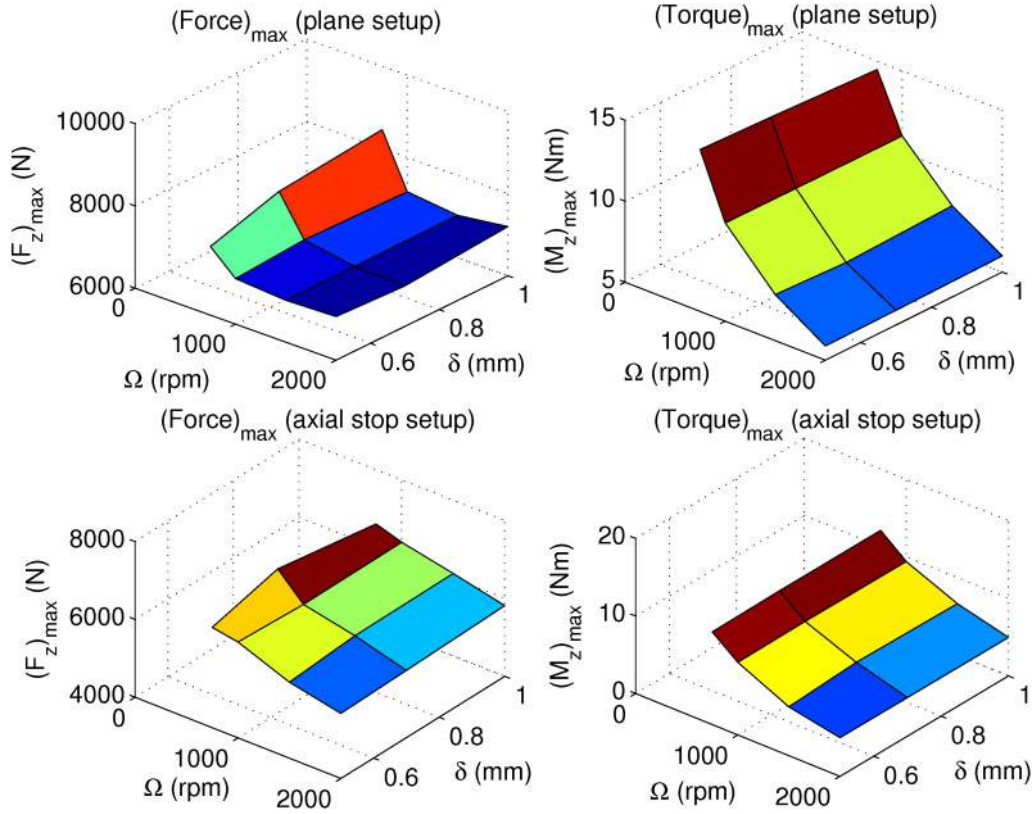 (Force)max (plane setup)
(Fz)max (N)
10000
8000
6000
0
1000
2000
Ω (rpm)
0.6
0.8
1
δ (mm)
(Torque)max (plane setup)
(Mz)max (Nm)
15
10
5
0
1000
2000
Ω (rpm)
0.6
0.8
1
δ (mm)
(Force)max (axial stop setup)
(Fz)max (N)
8000
6000
4000
0
1000
2000
Ω (rpm)
0.6
0.8
1
δ (mm)
(Torque)max (axial stop setup)
(Mz)max (Nm)
20
10
0
0
1000
2000
Ω (rpm)
0.6
0.8
1
δ (mm)